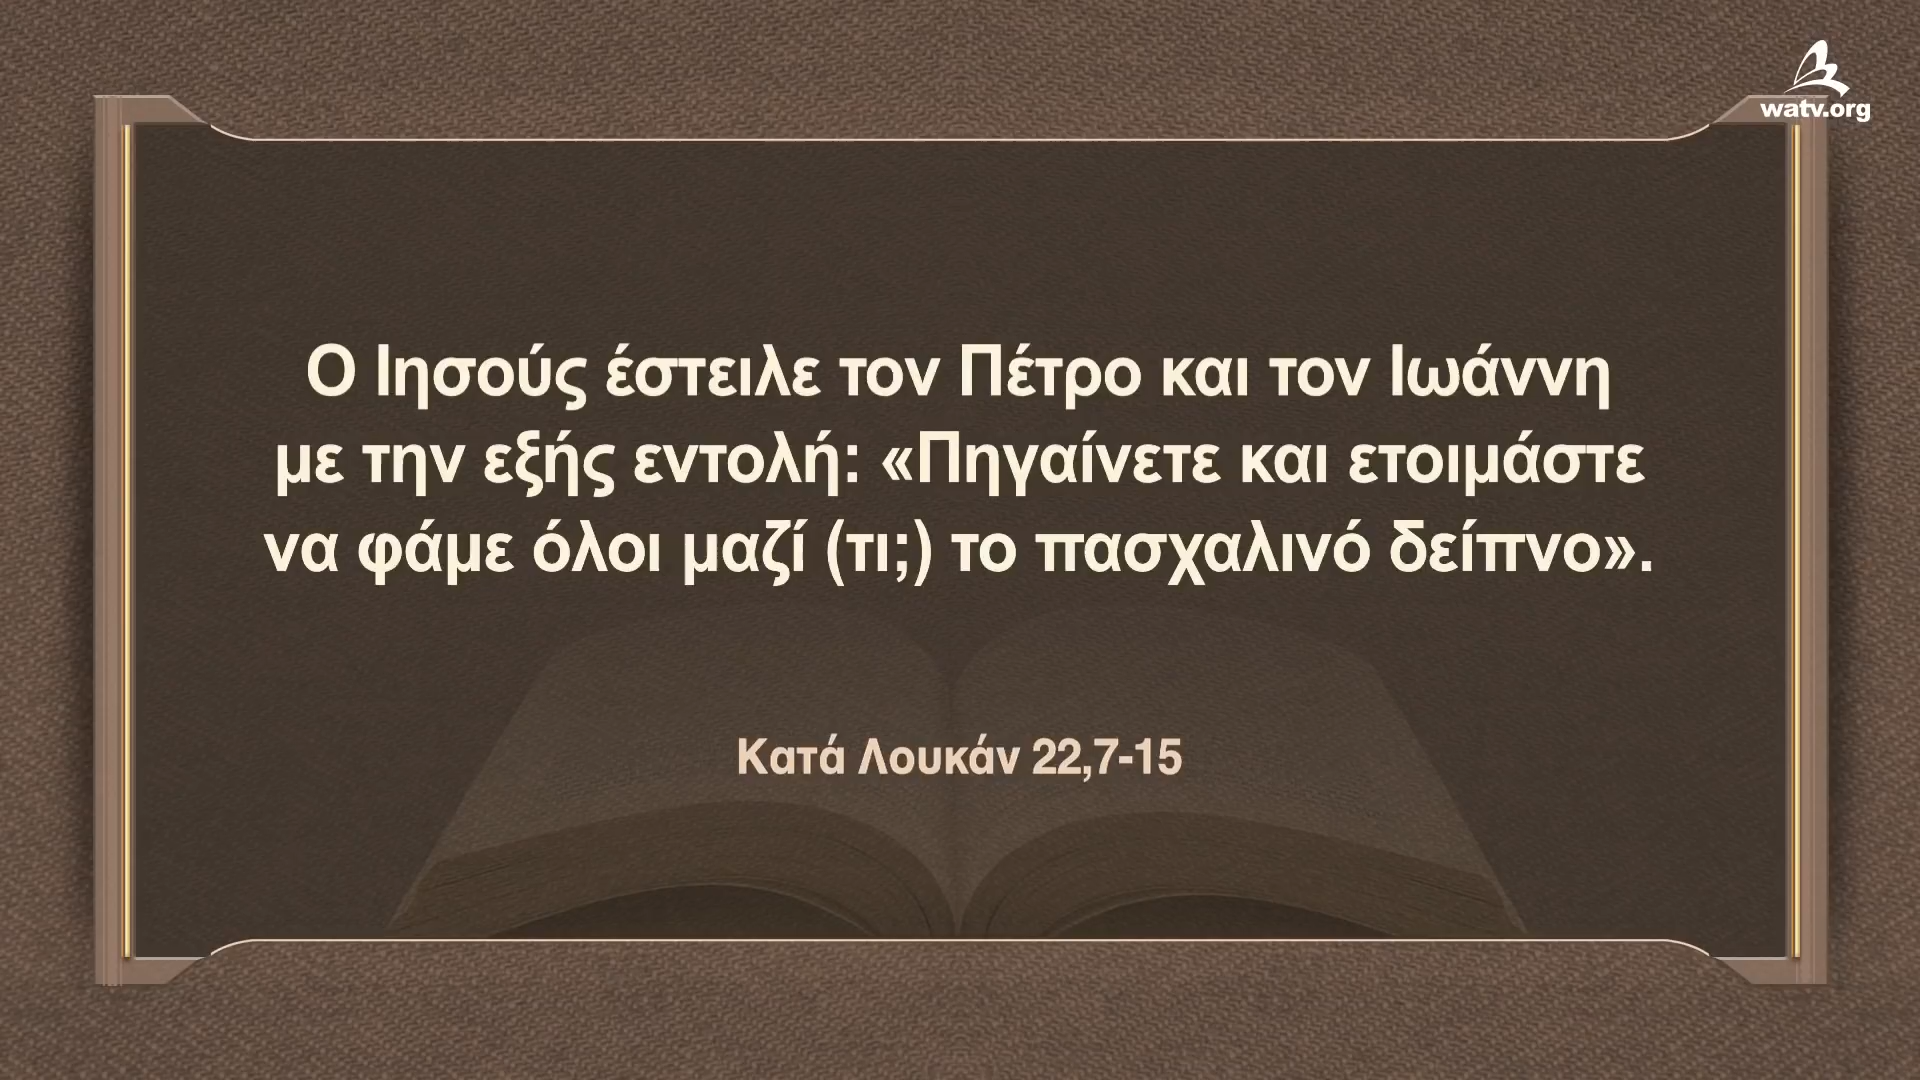 watv.org
Ο Ιησούς έστειλε τον Πέτρο και τον Ιωάννη
με την εξής εντολή: «Πηγαίνετε και ετοιμάστε
να φάμε όλοι μαζί (τι;) το πασχαλινό δείπνο».
Κατά Λουκάν 22,7-15